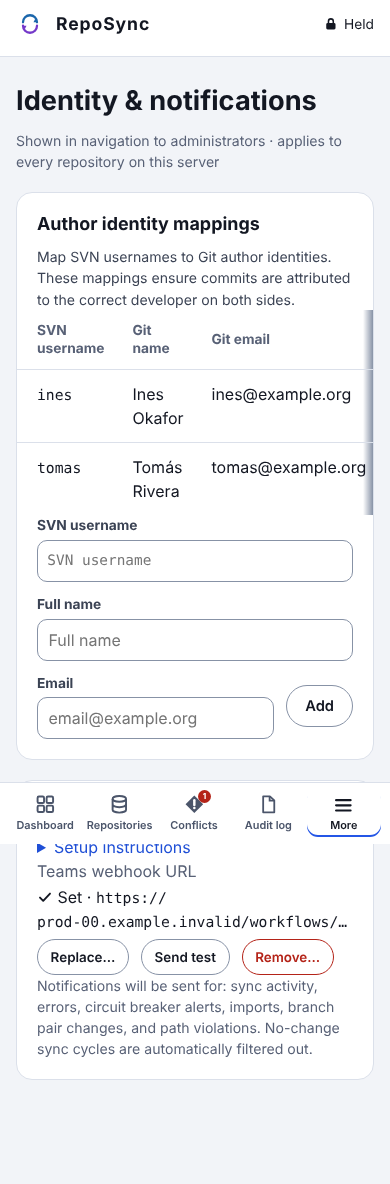 RepoSync
Held
Identity & notifications
Shown in navigation to administrators · applies to
every repository on this server
Author identity mappings
Map SVN usernames to Git author identities.
These mappings ensure commits are attributed
to the correct developer on both sides.
SVN username
Git name
Git email
ines
Ines Okafor
ines@example.org
tomas
Tomás Rivera
tomas@example.org
SVN username
SVN username
Full name
Full name
Email
email@example.org
Add
Dashboard
Repositories
1
Conflicts
Audit log
More
Setup instructions
Teams webhook URL
Set · https://
prod-00.example.invalid/workflows/…
Replace…
Send test
Remove…
Notifications will be sent for: sync activity,
errors, circuit breaker alerts, imports, branch
pair changes, and path violations. No-change
sync cycles are automatically filtered out.